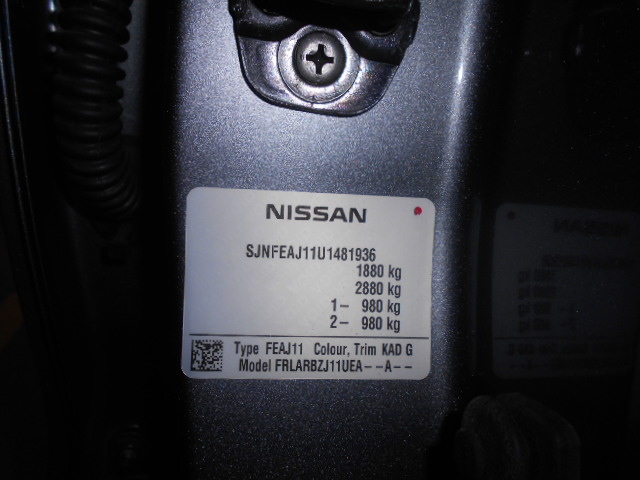 NISSAN
SJNFEAJ11U1481936
1880 kg
2880 kg
1- 980 kg
2- 980 kg
Type FEAJ11 Colour, Trim KAD G
Model FRLARBZJ11UEA--A--